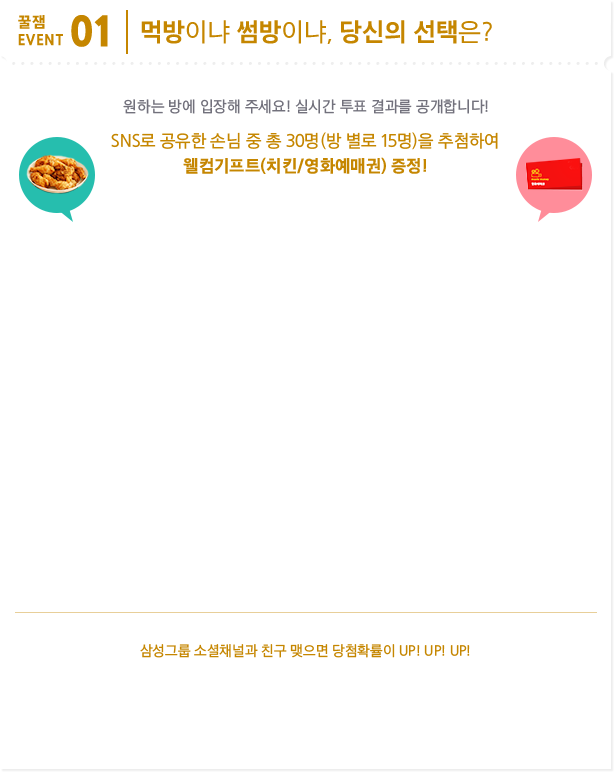 꿀잼
EVENT 01
먹방이냐 썸방이냐, 당신의 선택은?
원하는 방에 입장해 주세요! 실시간 투표 결과를 공개합니다!
SNS로 공유한 손님 중 총 30명(방 별로 15명)을 추첨하여
웰컴기프트(치킨/영화예매권) 증정!
삼성그룹 소셜채널과 친구 맺으면 당첨확률이 UP! UP! UP!